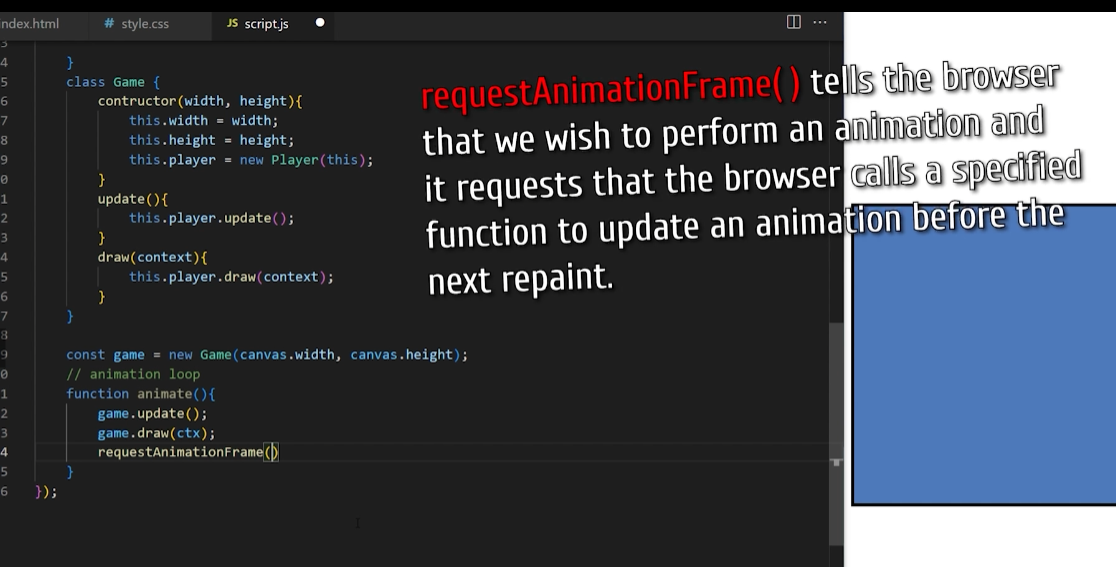 index.html # style.css JS script.js
3
4 }
5 class Game {
6 contructor(width, height){
7 this.width = width;
8 this.height = height;
9 this.player = new Player(this);
0 }
1 update(){
2 this.player.update();
3 }
4 draw(context){
5 this.player.draw(context);
6 }
7 }
8
9 const game = new Game(canvas.width, canvas.height);
0 // animation loop
1 function animate(){
2 game.update();
3 game.draw(ctx);
4 requestAnimationFrame()
5 }
6 });
requestAnimationFrame() tells the browser
that we wish to perform an animation and
it requests that the browser calls a specified
function to update an animation before the
next repaint.